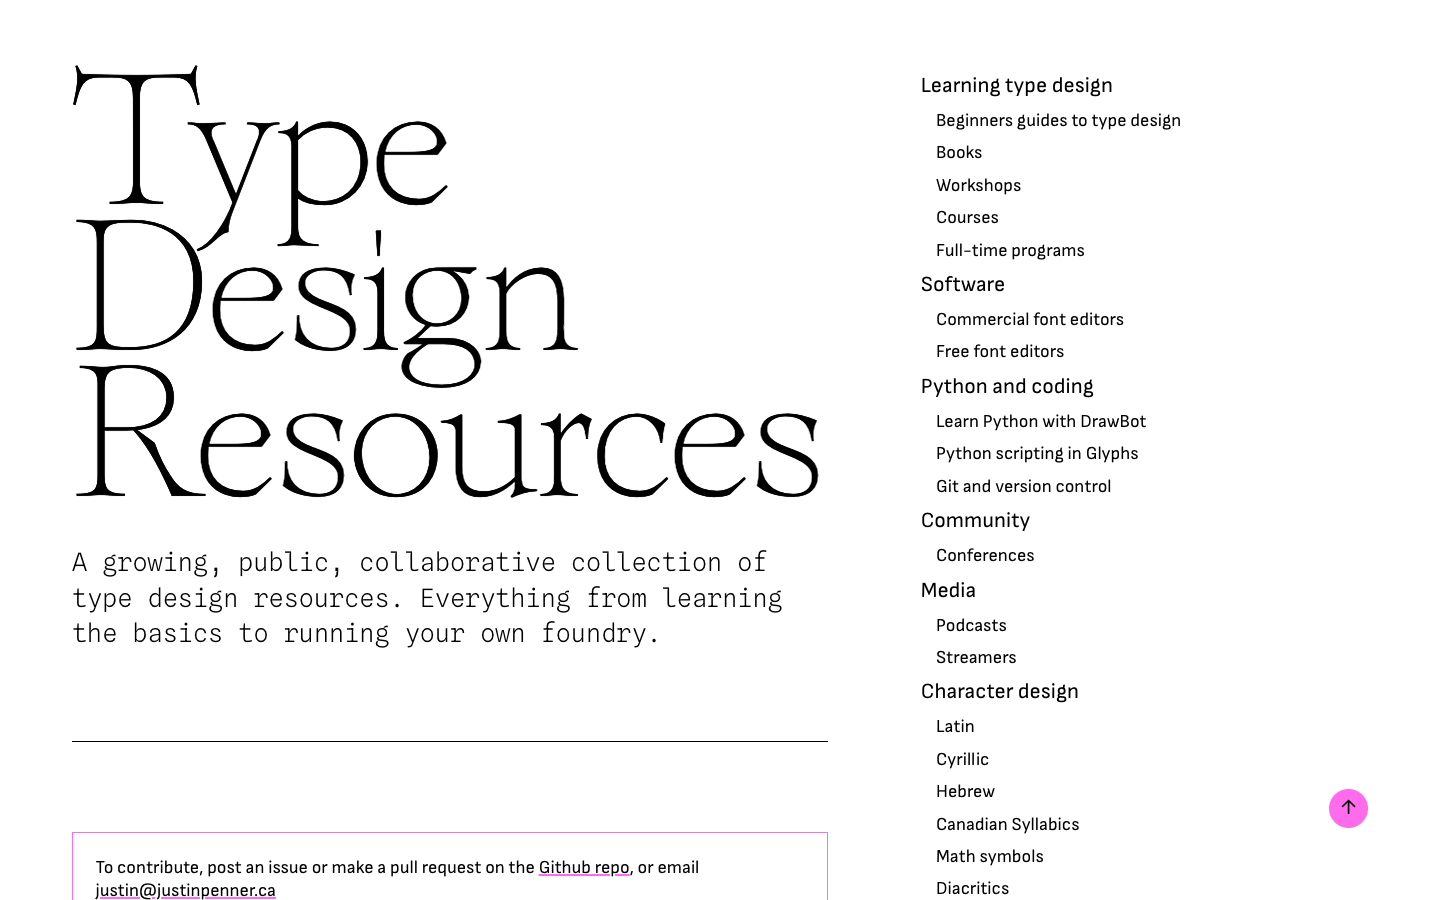 Type
Design
Resources
A growing, public, collaborative collection of
type design resources. Everything from learning
the basics to running your own foundry.
To contribute, post an issue or make a pull request on the Github repo, or email
justin@justinpenner.ca
Learning type design
Beginners guides to type design
Books
Workshops
Courses
Full-time programs
Software
Commercial font editors
Free font editors
Python and coding
Learn Python with DrawBot
Python scripting in Glyphs
Git and version control
Community
Conferences
Media
Podcasts
Streamers
Character design
Latin
Cyrillic
Hebrew
Canadian Syllabics
Math symbols
Diacritics
↑